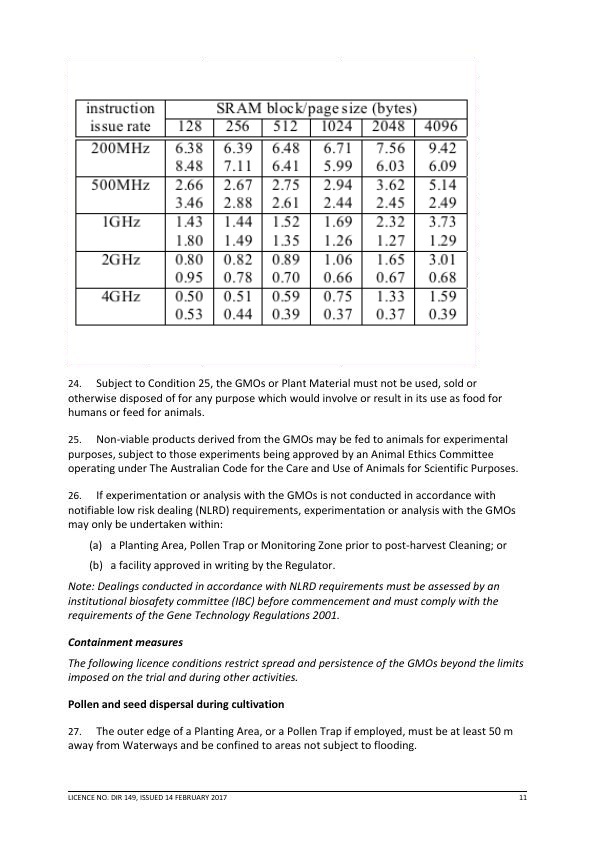 instruction SRAM block/page size (bytes)
issue rate 128 256 512 1024 2048 4096
200MHz 6.38 6.39 6.48 6.71 7.56 9.42
8.48 7.11 6.41 5.99 6.03 6.09
500MHz 2.66 2.67 2.75 2.94 3.62 5.14
3.46 2.88 2.61 2.44 2.45 2.49
1GHz 1.43 1.44 1.52 1.69 2.32 3.73
1.80 1.49 1.35 1.26 1.27 1.29
2GHz 0.80 0.82 0.89 1.06 1.65 3.01
0.95 0.78 0.70 0.66 0.67 0.68
4GHz 0.50 0.51 0.59 0.75 1.33 1.59
0.53 0.44 0.39 0.37 0.37 0.39
24. Subject to Condition 25, the GMOs or Plant Material must not be used, sold or
otherwise disposed of for any purpose which would involve or result in its use as food for
humans or feed for animals.
25. Non-viable products derived from the GMOs may be fed to animals for experimental
purposes, subject to those experiments being approved by an Animal Ethics Committee
operating under The Australian Code for the Care and Use of Animals for Scientific Purposes.
26. If experimentation or analysis with the GMOs is not conducted in accordance with
notifiable low risk dealing (NLRD) requirements, experimentation or analysis with the GMOs
may only be undertaken within:
(a) a Planting Area, Pollen Trap or Monitoring Zone prior to post-harvest Cleaning; or
(b) a facility approved in writing by the Regulator.
Note: Dealings conducted in accordance with NLRD requirements must be assessed by an
institutional biosafety committee (IBC) before commencement and must comply with the
requirements of the Gene Technology Regulations 2001.
Containment measures
The following licence conditions restrict spread and persistence of the GMOs beyond the limits
imposed on the trial and during other activities.
Pollen and seed dispersal during cultivation
27. The outer edge of a Planting Area, or a Pollen Trap if employed, must be at least 50 m
away from Waterways and be confined to areas not subject to flooding.
LICENCE NO. DIR 149, ISSUED 14 FEBRUARY 2017 11